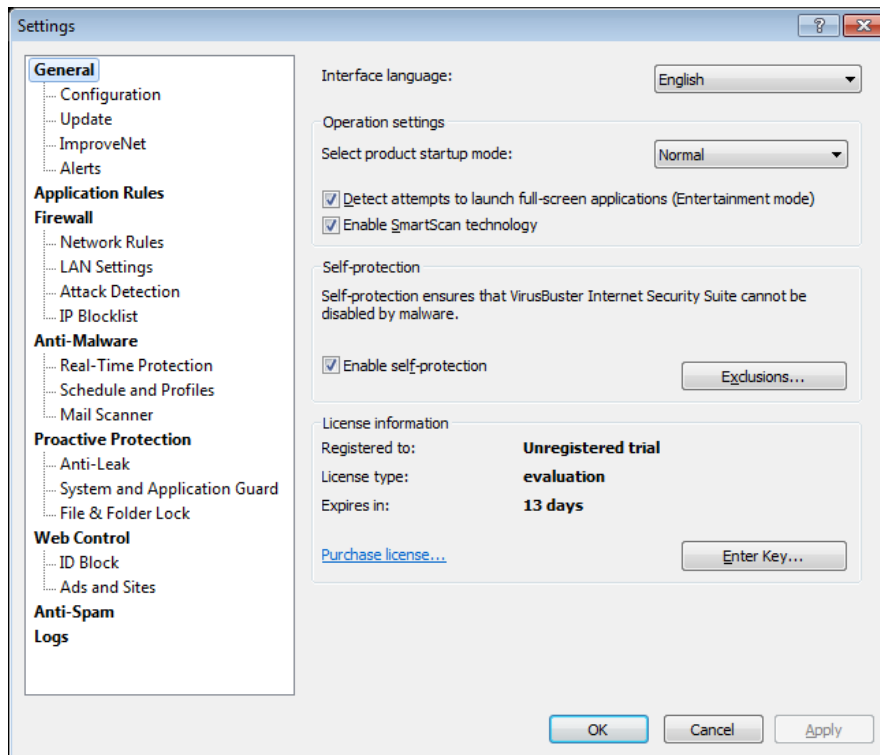 Settings
General
Configuration
Update
ImproveNet
Alerts
Application Rules
Firewall
Network Rules
LAN Settings
Attack Detection
IP Blocklist
Anti-Malware
Real-Time Protection
Schedule and Profiles
Mail Scanner
Proactive Protection
Anti-Leak
System and Application Guard
File & Folder Lock
Web Control
ID Block
Ads and Sites
Anti-Spam
Logs
Interface language: English
Operation settings
Select product startup mode: Normal
Detect attempts to launch full-screen applications (Entertainment mode)
Enable SmartScan technology
Self-protection
Self-protection ensures that VirusBuster Internet Security Suite cannot be
disabled by malware.
Enable self-protection
Exclusions...
License information
Registered to: Unregistered trial
License type: evaluation
Expires in: 13 days
Purchase license... Enter Key...
OK Cancel Apply